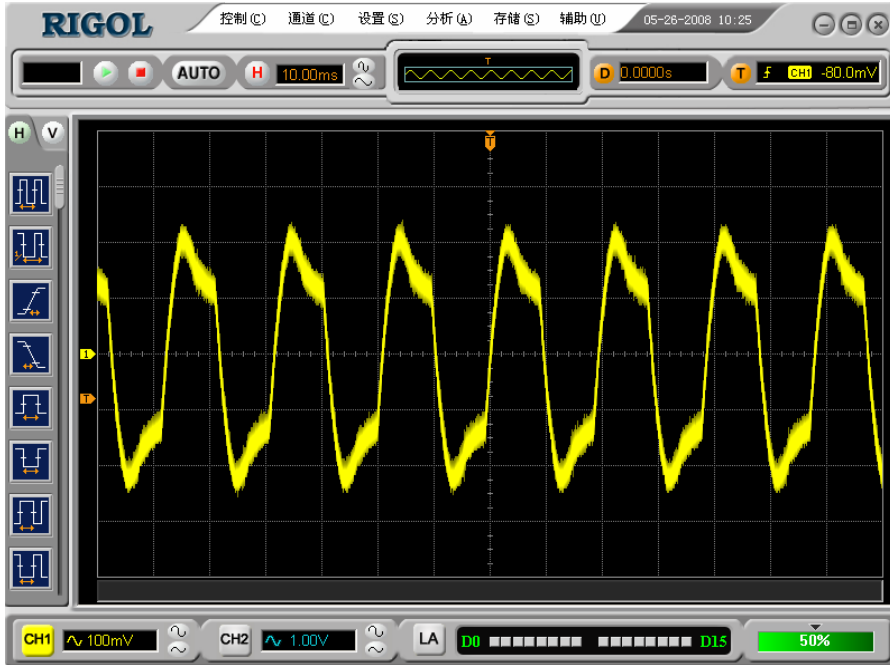 RIGOL 控制(C) 通道(C) 设置(S) 分析(A) 存储(S) 辅助(U) 05-26-2008 10:25
AUTO H 10.00ms T D 0.0000s T CH1 -80.0mV
H V
T
1
T
CH1 100mV CH2 1.00V LA D0 D15 50%